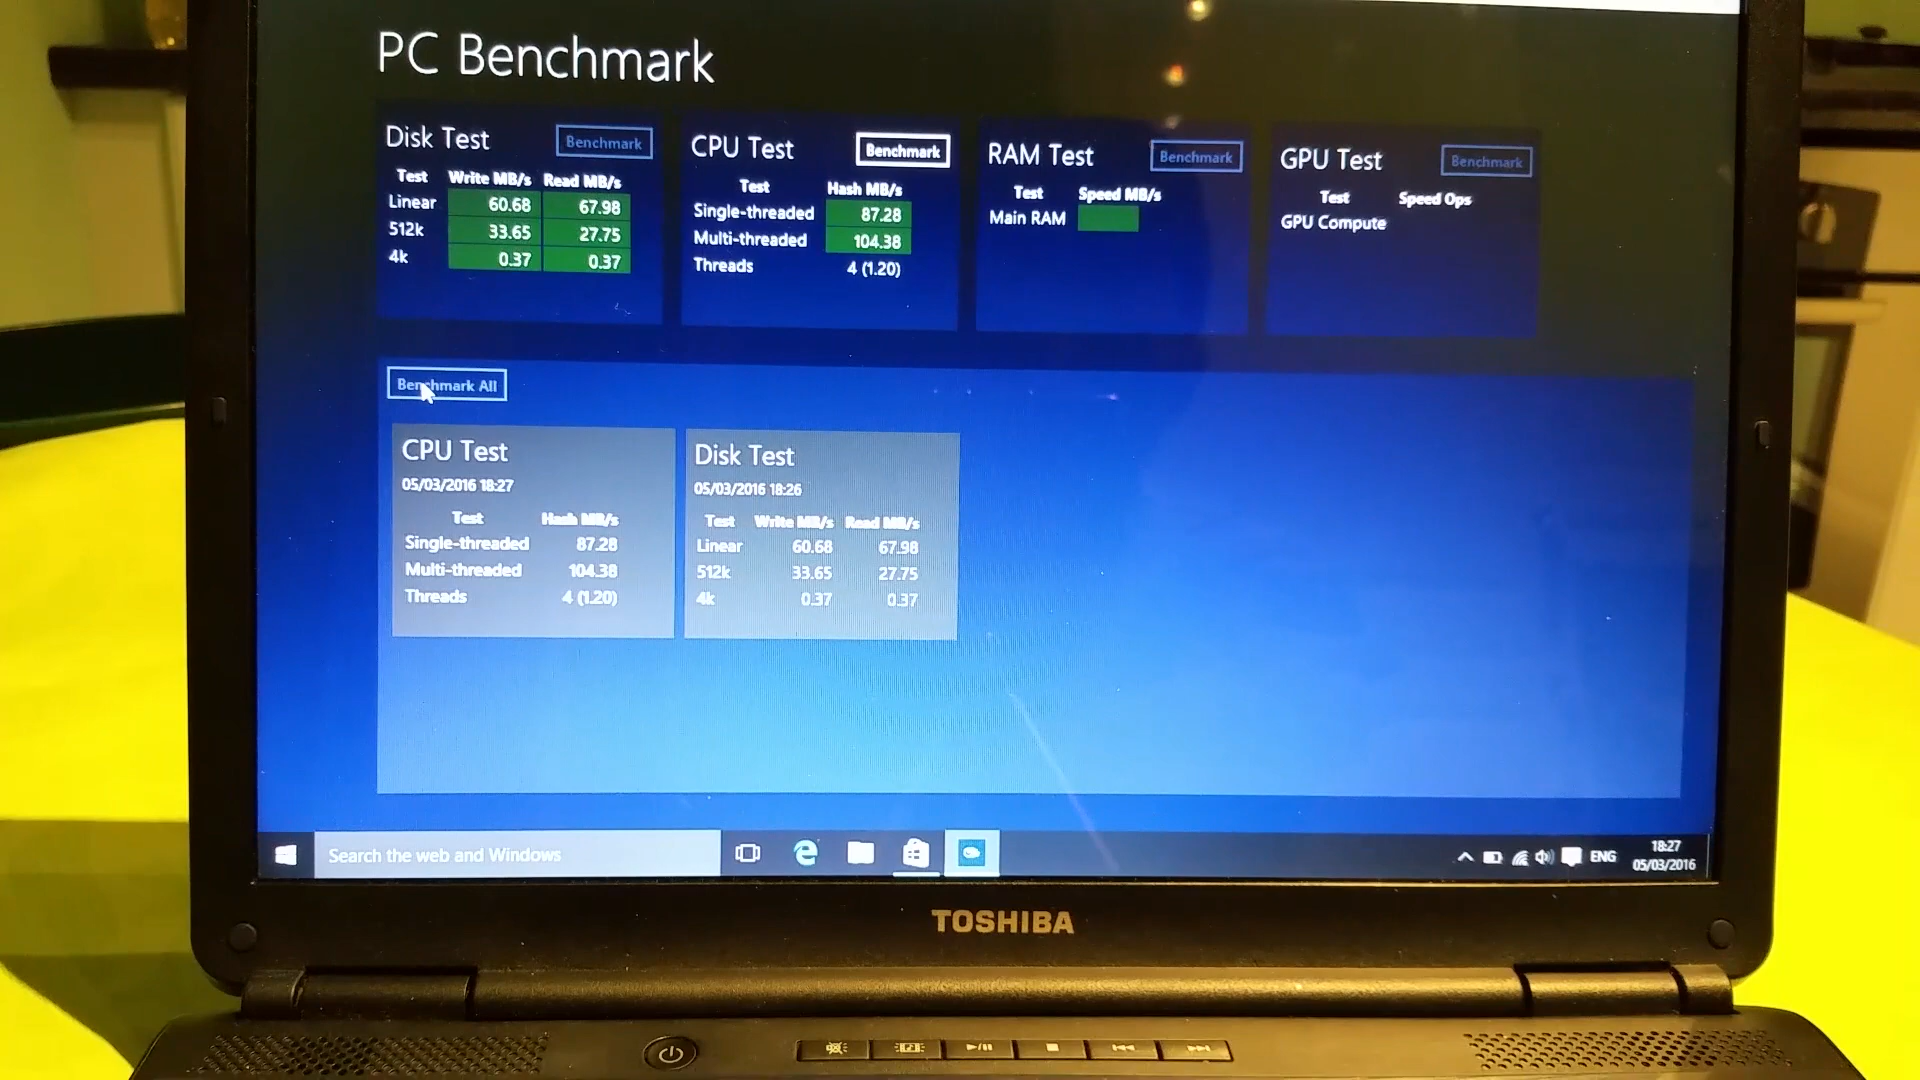 PC Benchmark
Disk Test Benchmark
Test Write MB/s Read MB/s
Linear 60.68 67.98
512k 33.65 27.75
4k 0.37 0.37
CPU Test Benchmark
Test Hash MB/s
Single-threaded 87.28
Multi-threaded 104.38
Threads 4 (1.20)
RAM Test Benchmark
Test Speed MB/s
Main RAM
GPU Test Benchmark
Test Speed Ops
GPU Compute
Benchmark All
CPU Test
05/03/2016 18:27
Test Hash MB/s
Single-threaded 87.28
Multi-threaded 104.38
Threads 4 (1.20)
Disk Test
05/03/2016 18:26
Test Write MB/s Read MB/s
Linear 60.68 67.98
512k 33.65 27.75
4k 0.37 0.37
Search the web and Windows
ENG
18:27
05/03/2016
TOSHIBA